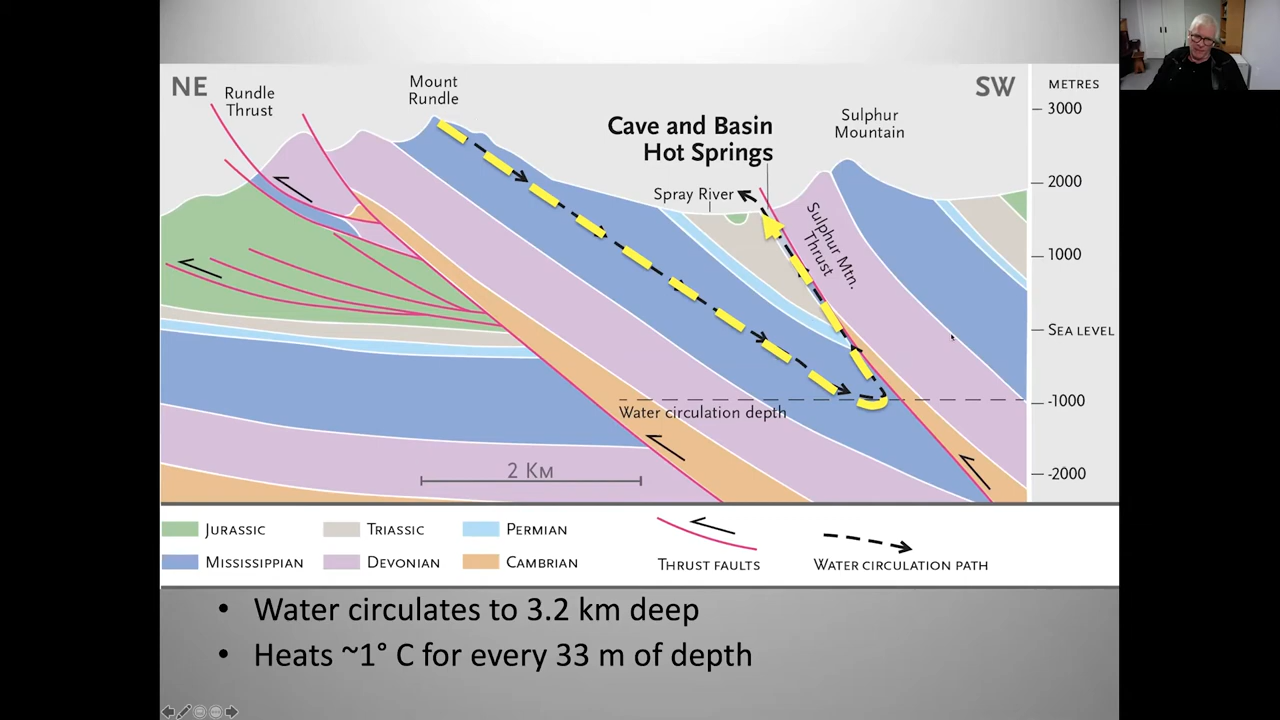 NE
Rundle
Thrust
Mount
Rundle
Cave and Basin
Hot Springs
Spray River
Sulphur
Mountain
SW
METRES
3000
2000
1000
SEA LEVEL
-1000
-2000
Sulphur Mtn.
Thrust
Water circulation depth
2 KM
JURASSIC
TRIASSIC
PERMIAN
MISSISSIPPIAN
DEVONIAN
CAMBRIAN
THRUST FAULTS
WATER CIRCULATION PATH
• Water circulates to 3.2 km deep
• Heats ~1° C for every 33 m of depth